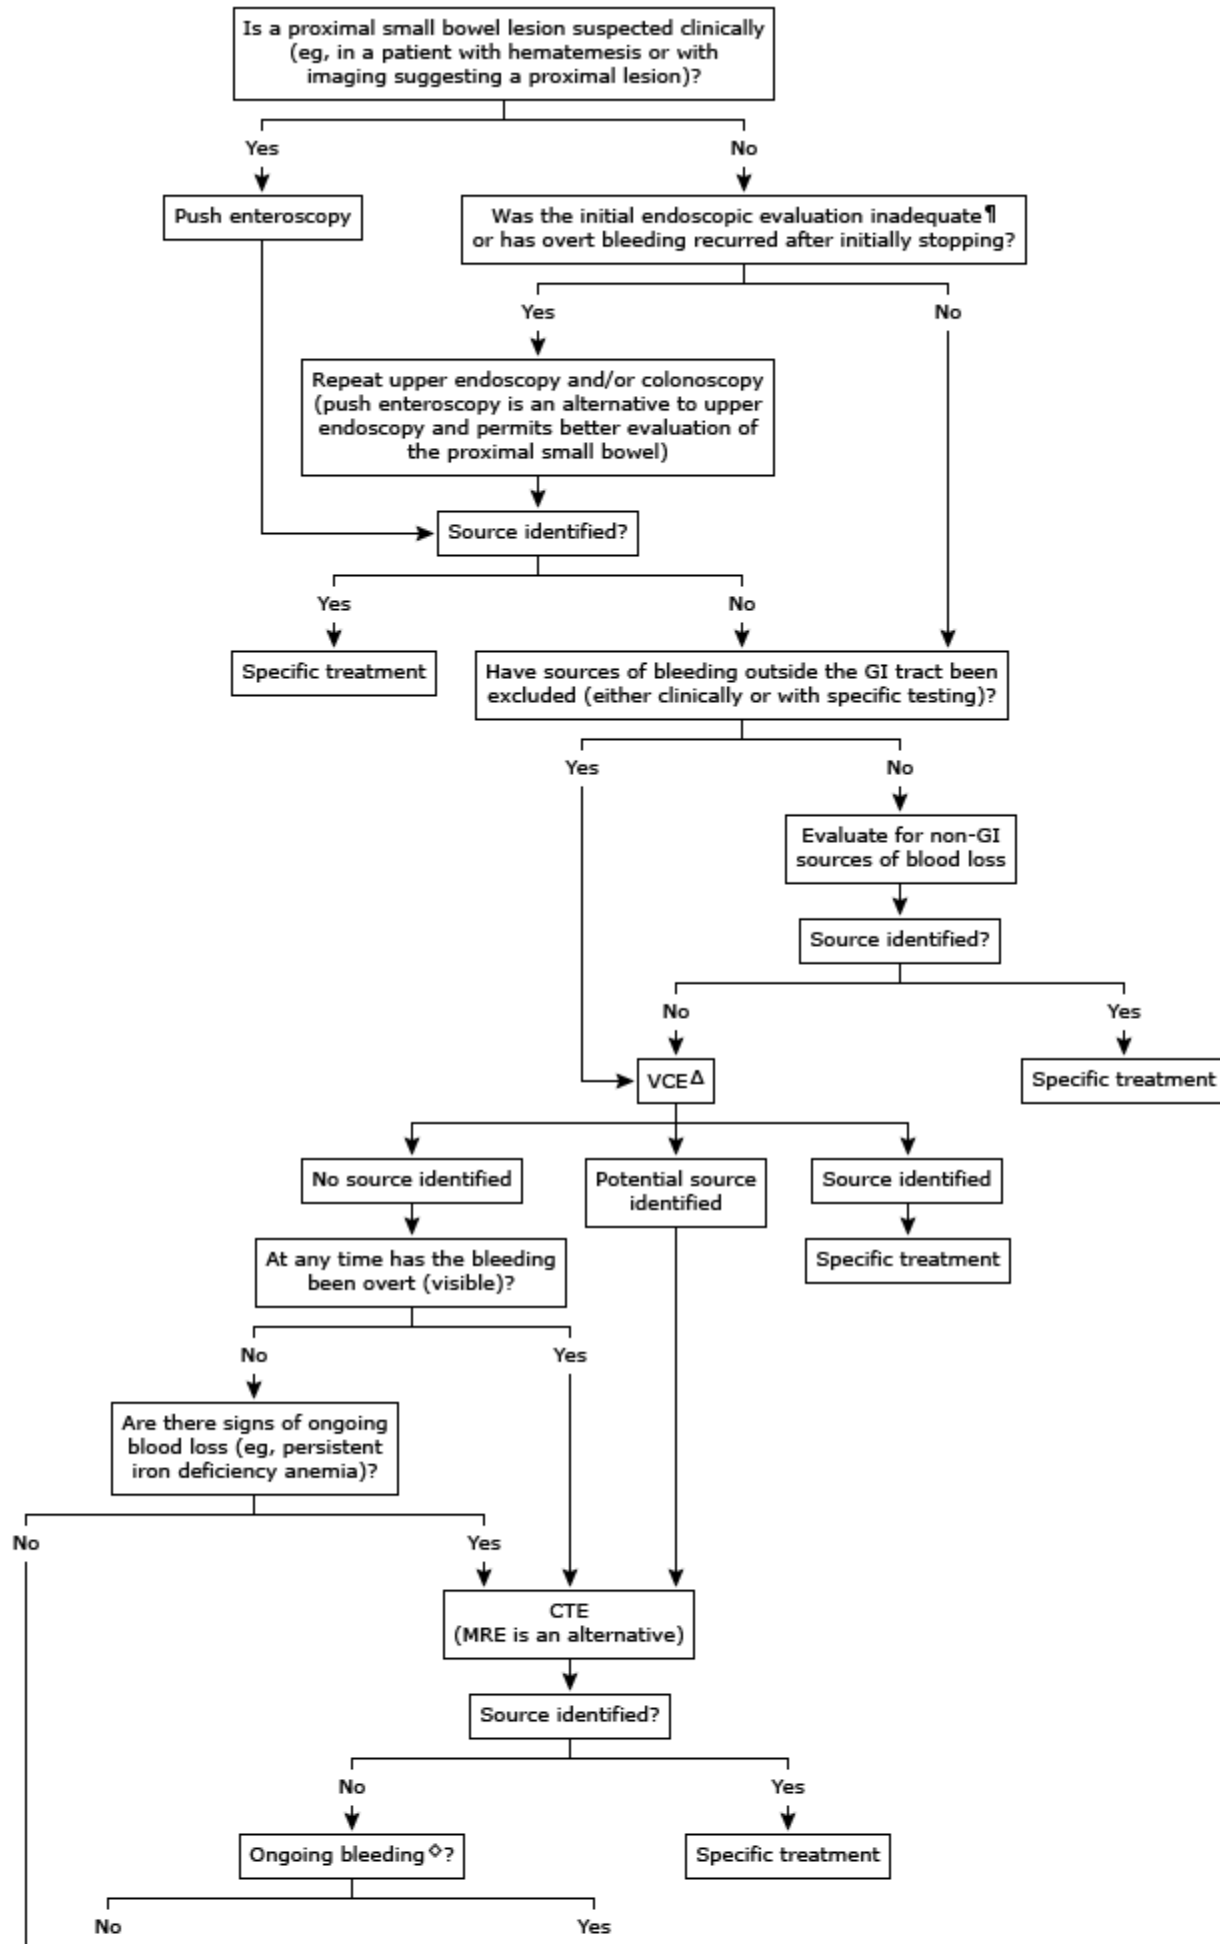 Is a proximal small bowel lesion suspected clinically
(eg, in a patient with hematemesis or with
imaging suggesting a proximal lesion)?
Yes
No
Push enteroscopy
Was the initial endoscopic evaluation inadequate¶
or has overt bleeding recurred after initially stopping?
Yes
No
Repeat upper endoscopy and/or colonoscopy
(push enteroscopy is an alternative to upper
endoscopy and permits better evaluation of
the proximal small bowel)
Source identified?
Yes
No
Specific treatment
Have sources of bleeding outside the GI tract been
excluded (either clinically or with specific testing)?
Yes
No
Evaluate for non-GI
sources of blood loss
Source identified?
No
Yes
VCEΔ
Specific treatment
No source identified
Potential source
identified
Source identified
At any time has the bleeding
been overt (visible)?
Specific treatment
No
Yes
Are there signs of ongoing
blood loss (eg, persistent
iron deficiency anemia)?
No
Yes
CTE
(MRE is an alternative)
Source identified?
No
Yes
Ongoing bleeding◇?
Specific treatment
No
Yes